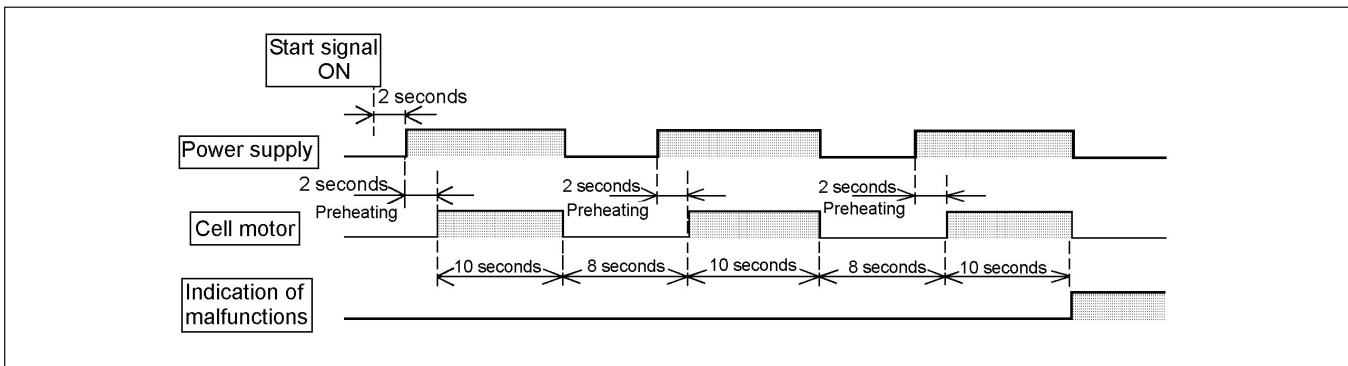 Start signal
ON
2 seconds
Power supply
2 seconds
Preheating
2 seconds
Preheating
2 seconds
Preheating
Cell motor
10 seconds
8 seconds
10 seconds
8 seconds
10 seconds
Indication of
malfunctions